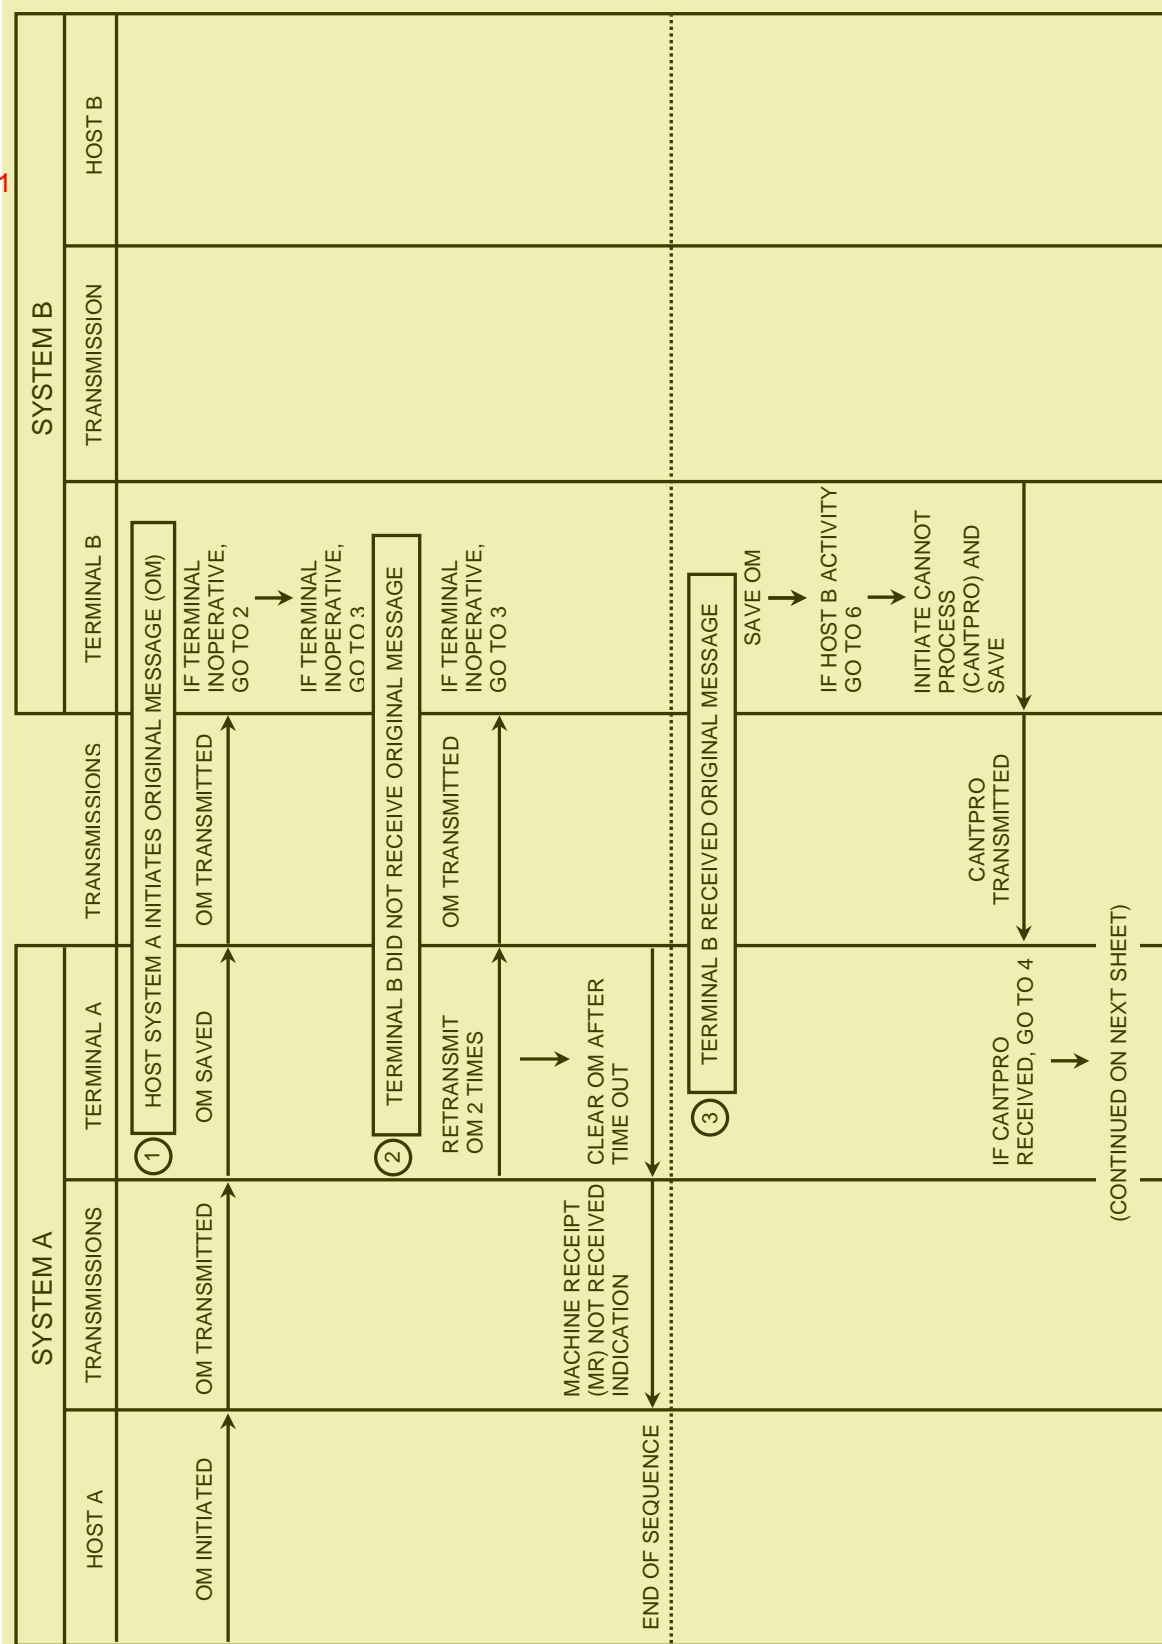 1
SYSTEM A
SYSTEM B
HOST A
TRANSMISSIONS
TERMINAL A
TRANSMISSIONS
TERMINAL B
TRANSMISSION
HOST B
1
HOST SYSTEM A INITIATES ORIGINAL MESSAGE (OM)
OM INITIATED
OM TRANSMITTED
OM SAVED
OM TRANSMITTED
IF TERMINAL
INOPERATIVE,
GO TO 2
IF TERMINAL
INOPERATIVE,
GO TO 3
2
TERMINAL B DID NOT RECEIVE ORIGINAL MESSAGE
RETRANSMIT
OM 2 TIMES
OM TRANSMITTED
IF TERMINAL
INOPERATIVE,
GO TO 3
CLEAR OM AFTER
TIME OUT
MACHINE RECEIPT
(MR) NOT RECEIVED
INDICATION
END OF SEQUENCE
3
TERMINAL B RECEIVED ORIGINAL MESSAGE
SAVE OM
IF HOST B ACTIVITY
GO TO 6
INITIATE CANNOT
PROCESS
(CANTPRO) AND
SAVE
CANTPRO
TRANSMITTED
IF CANTPRO
RECEIVED, GO TO 4
(CONTINUED ON NEXT SHEET)